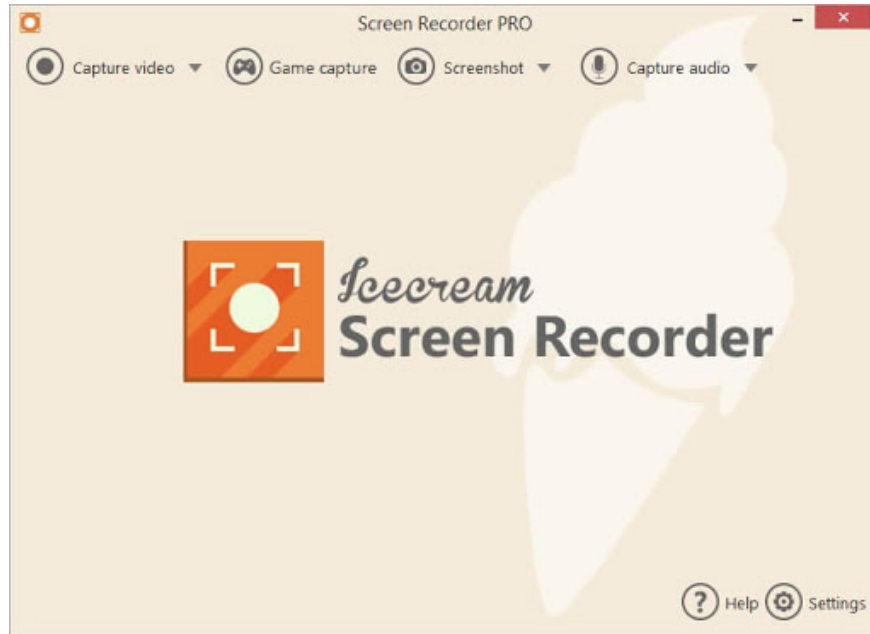 Screen Recorder PRO
Capture video Game capture Screenshot Capture audio
Icecream
Screen Recorder
? Help Settings